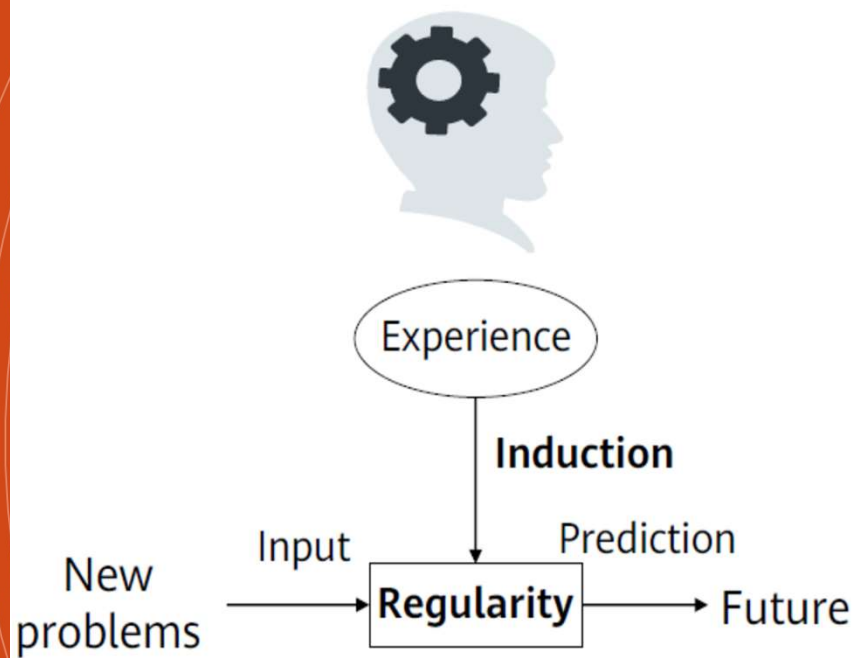 Experience
Induction
Input
Prediction
New
problems
Regularity
Future